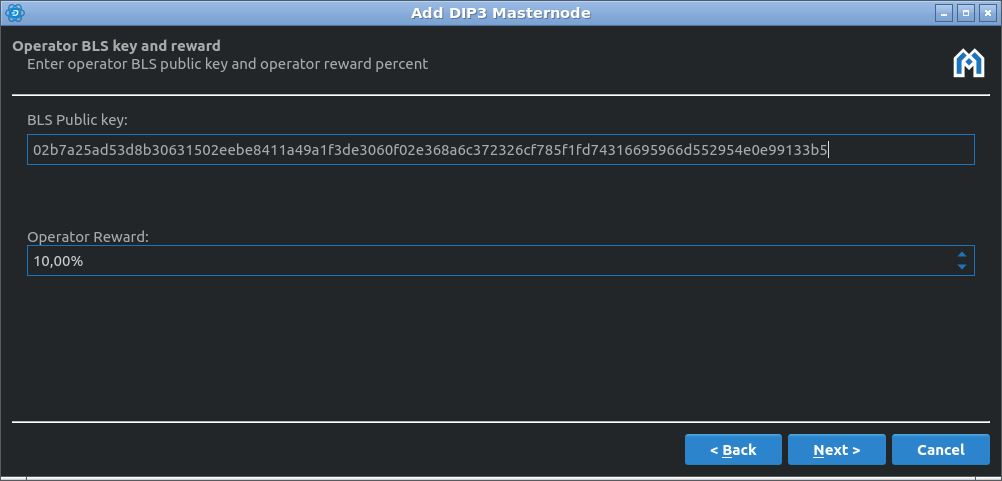 Add DIP3 Masternode
Operator BLS key and reward
Enter operator BLS public key and operator reward percent
BLS Public key:
02b7a25ad53d8b30631502eebe8411a49a1f3de3060f02e368a6c372326cf785f1fd74316695966d552954e0e99133b5
Operator Reward:
10,00%
< Back Next > Cancel